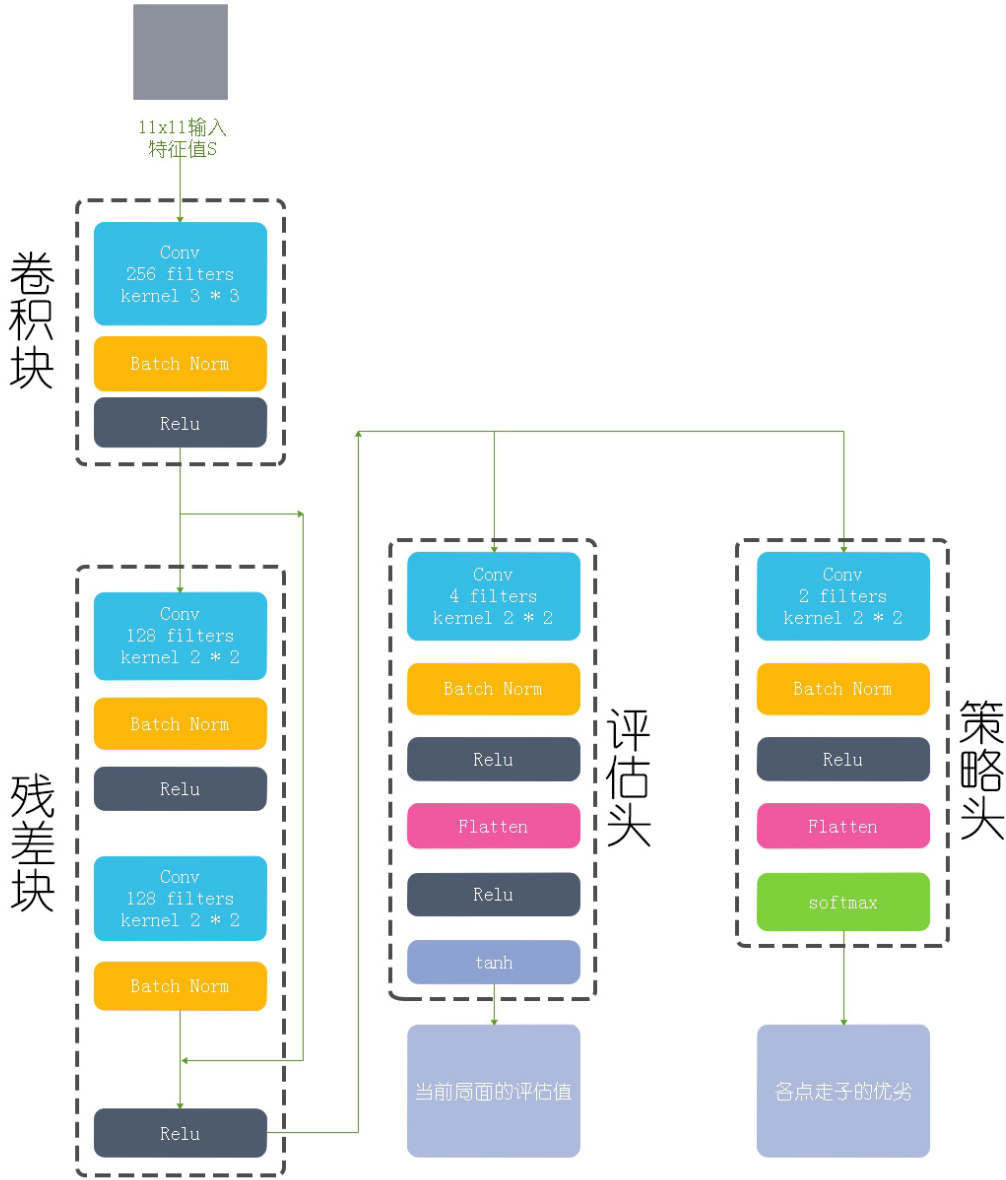 11x11输入
特征值S
卷积块
Conv
256 filters
kernel 3 * 3
Batch Norm
Relu
残差块
Conv
128 filters
kernel 2 * 2
Batch Norm
Relu
Conv
128 filters
kernel 2 * 2
Batch Norm
Relu
Conv
4 filters
kernel 2 * 2
Batch Norm
Relu
Flatten
Relu
tanh
评估头
当前局面的评估值
Conv
2 filters
kernel 2 * 2
Batch Norm
Relu
Flatten
softmax
策略头
各点走子的优劣